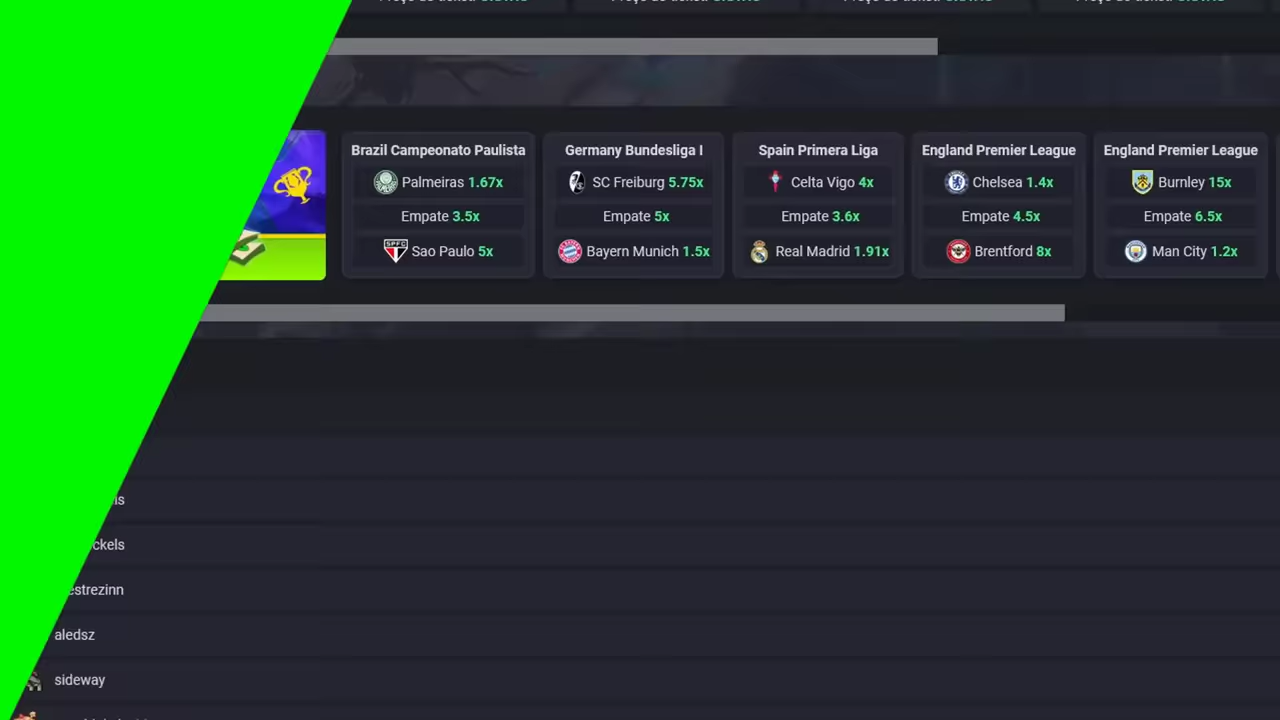 Brazil Campeonato Paulista
Palmeiras 1.67x
Empate 3.5x
SPFC
Sao Paulo 5x
Germany Bundesliga I
SC Freiburg 5.75x
Empate 5x
Bayern Munich 1.5x
Spain Primera Liga
Celta Vigo 4x
Empate 3.6x
Real Madrid 1.91x
England Premier League
Chelsea 1.4x
Empate 4.5x
Brentford 8x
England Premier League
Burnley 15x
Empate 6.5x
Man City 1.2x
ckels
estrezinn
aledsz
sideway